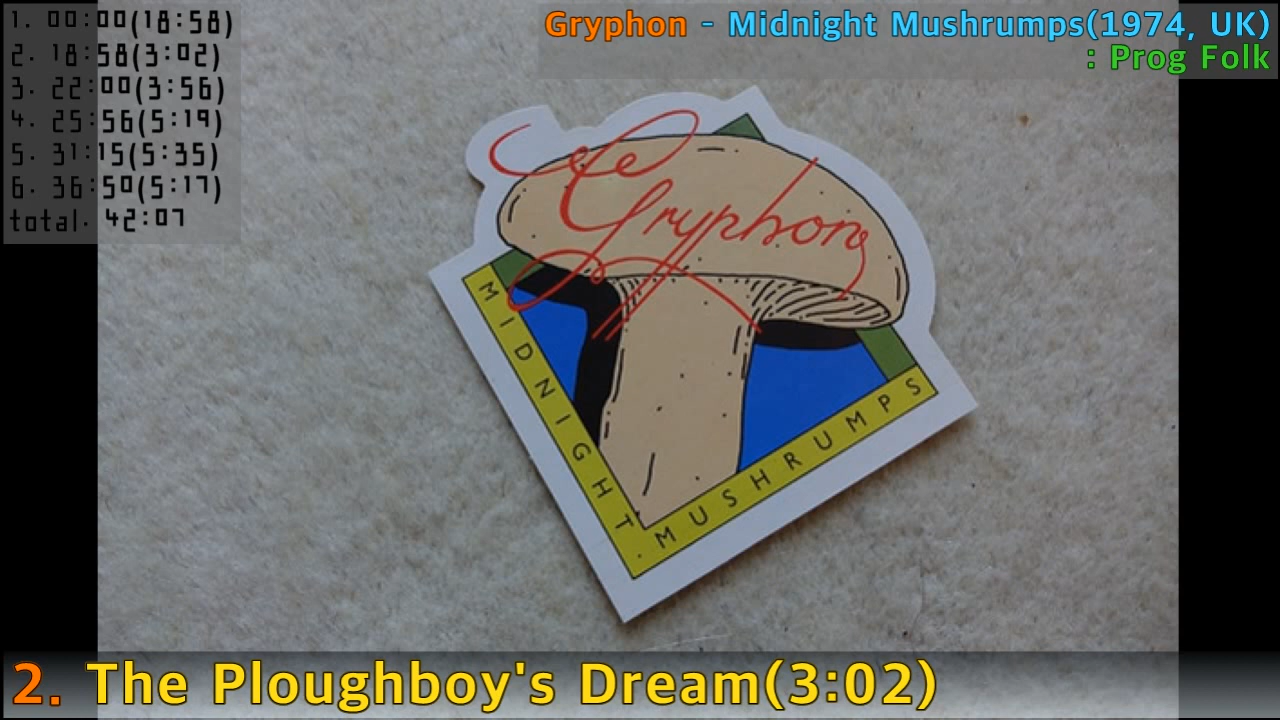 1. 00:00(18:58)
2. 18:58(3:02)
3. 22:00(3:56)
4. 25:56(5:19)
5. 31:15(5:35)
6. 36:50(5:17)
total. 42:07
Gryphon - Midnight Mushrumps(1974, UK)
: Prog Folk
Gryphon
MIDNIGHT · MUSHRUMPS
2. The Ploughboy's Dream(3:02)